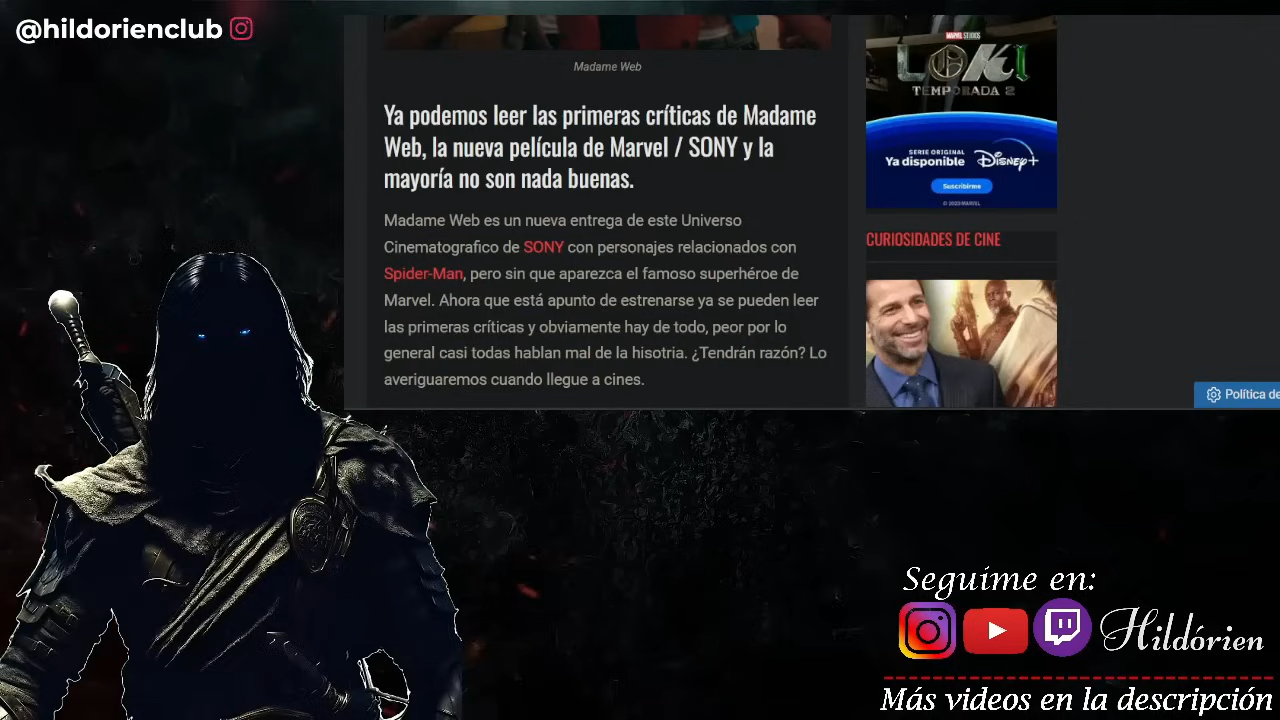 @hildorienclub
Madame Web
Ya podemos leer las primeras críticas de Madame
Web, la nueva película de Marvel / SONY y la
mayoría no son nada buenas.
Madame Web es un nueva entrega de este Universo
Cinematografico de SONY con personajes relacionados con
Spider-Man, pero sin que aparezca el famoso superhéroe de
Marvel. Ahora que está apunto de estrenarse ya se pueden leer
las primeras críticas y obviamente hay de todo, peor por lo
general casi todas hablan mal de la hisotria. ¿Tendrán razón? Lo
averiguaremos cuando llegue a cines.
MARVEL STUDIOS
LOKI
TEMPORADA 2
SERIE ORIGINAL
Ya disponible
Disney+
Suscribirme
© 2023 MARVEL
CURIOSIDADES DE CINE
Política de
Seguime en:
Hildórien
Más videos en la descripción